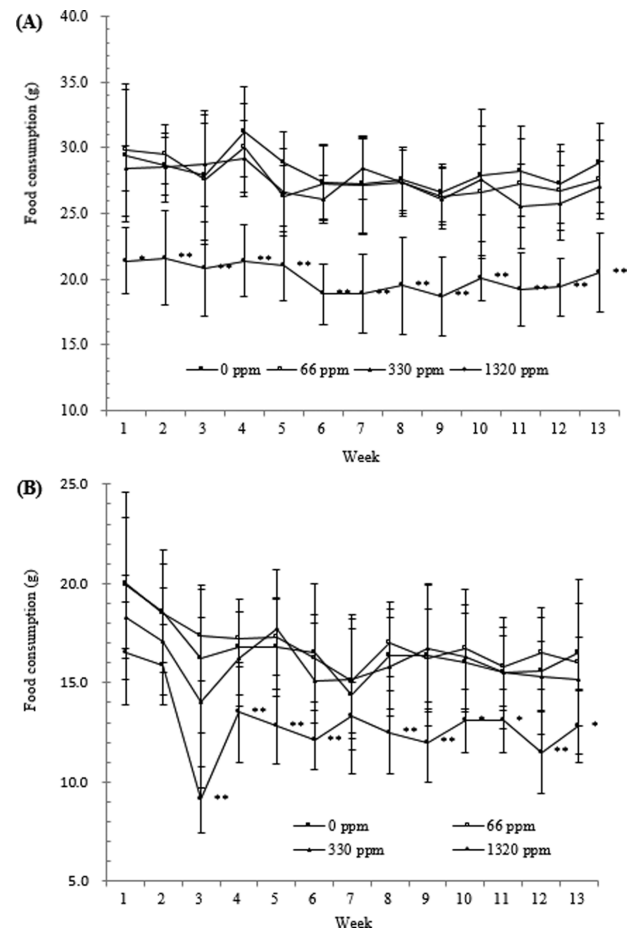 (A)
Food consumption (g)
40.0
35.0
30.0
25.0
20.0
15.0
10.0
* ** ** ** ** ** ** ** ** ** ** ** **
0 ppm 66 ppm 330 ppm 1320 ppm
1 2 3 4 5 6 7 8 9 10 11 12 13
Week
(B)
Food consumption (g)
25.0
20.0
15.0
10.0
5.0
** ** ** ** ** ** * * ** *
0 ppm 66 ppm
330 ppm 1320 ppm
1 2 3 4 5 6 7 8 9 10 11 12 13
Week